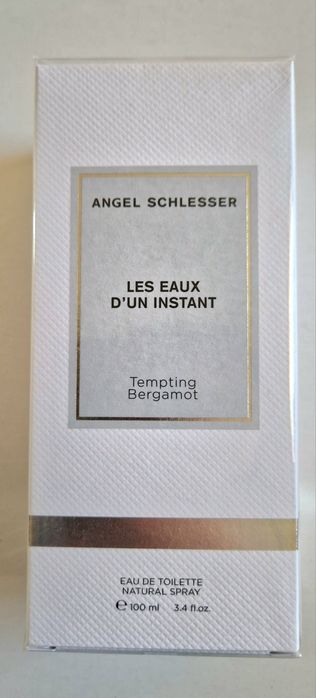 ANGEL SCHLESSER
LES EAUX
D'UN INSTANT
Tempting
Bergamot
EAU DE TOILETTE
NATURAL SPRAY
℮ 100 ml 3.4 fl.oz.